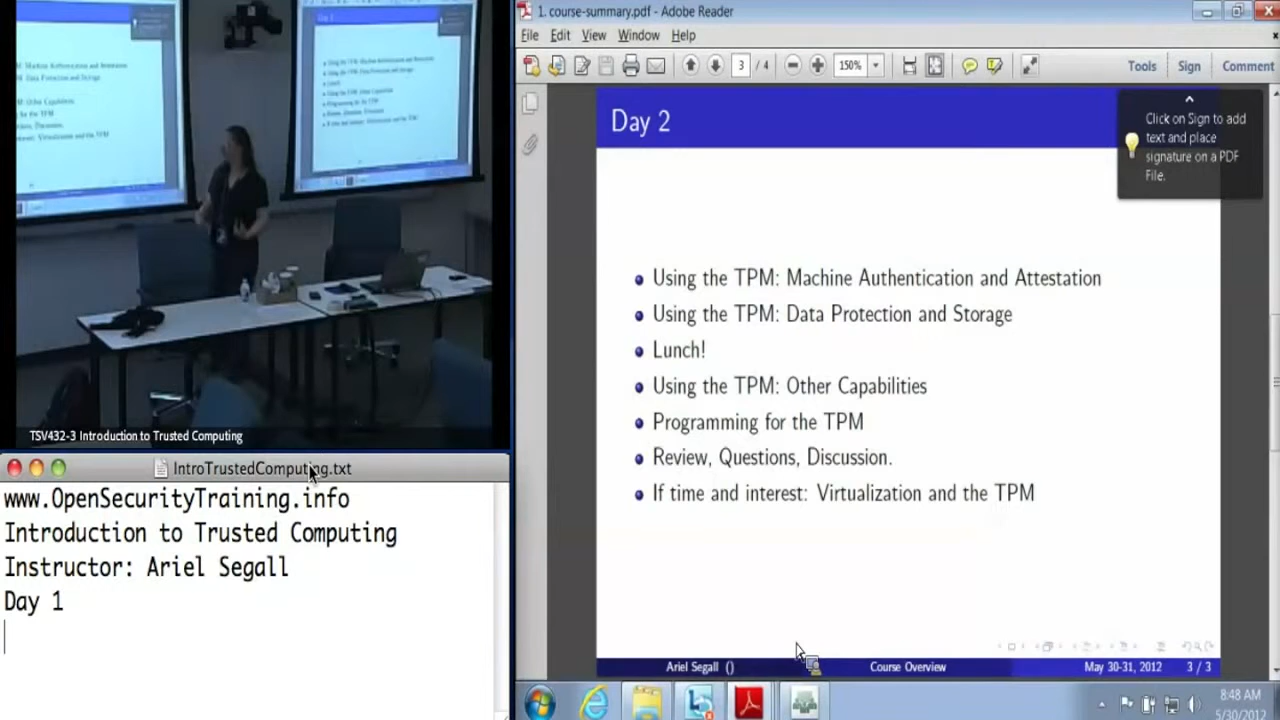 TSV432-3 Introduction to Trusted Computing
IntroTrustedComputing.txt
www.OpenSecurityTraining.info
Introduction to Trusted Computing
Instructor: Ariel Segall
Day 1
1. course-summary.pdf - Adobe Reader
File Edit View Window Help
3 / 4 150% Tools Sign Comment
Day 2
Click on Sign to add
text and place
signature on a PDF
File.
Using the TPM: Machine Authentication and Attestation
Using the TPM: Data Protection and Storage
Lunch!
Using the TPM: Other Capabilities
Programming for the TPM
Review, Questions, Discussion.
If time and interest: Virtualization and the TPM
Ariel Segall () Course Overview May 30-31, 2012 3 / 3
8:48 AM
5/30/2012